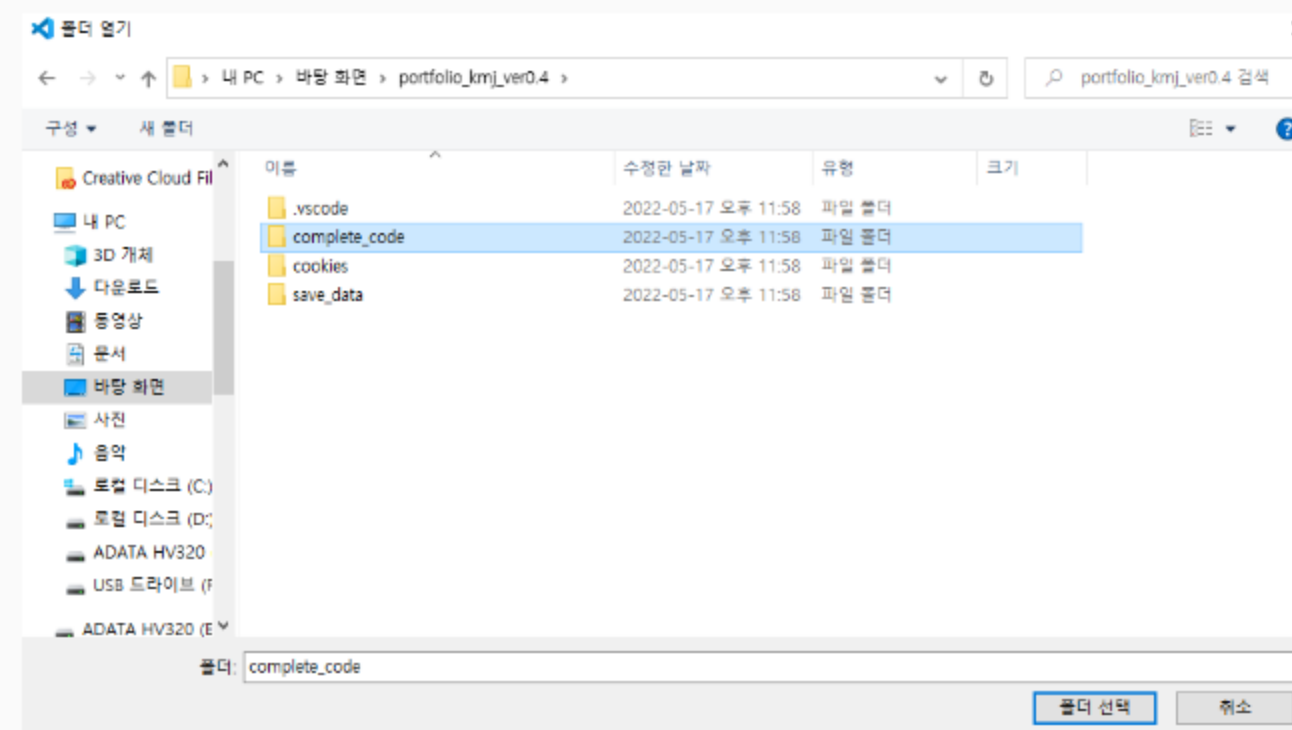 폴더 열기
내 PC › 바탕 화면 › portfolio_kmj_ver0.4 ›
portfolio_kmj_ver0.4 검색
구성 새 폴더
이름 수정한 날짜 유형 크기
Creative Cloud Fil
내 PC
3D 개체
다운로드
동영상
문서
바탕 화면
사진
음악
로컬 디스크 (C:)
로컬 디스크 (D:
ADATA HV320
USB 드라이브 (F
ADATA HV320 (E
.vscode 2022-05-17 오후 11:58 파일 폴더
complete_code 2022-05-17 오후 11:58 파일 폴더
cookies 2022-05-17 오후 11:58 파일 폴더
save_data 2022-05-17 오후 11:58 파일 폴더
폴더: complete_code
폴더 선택 취소